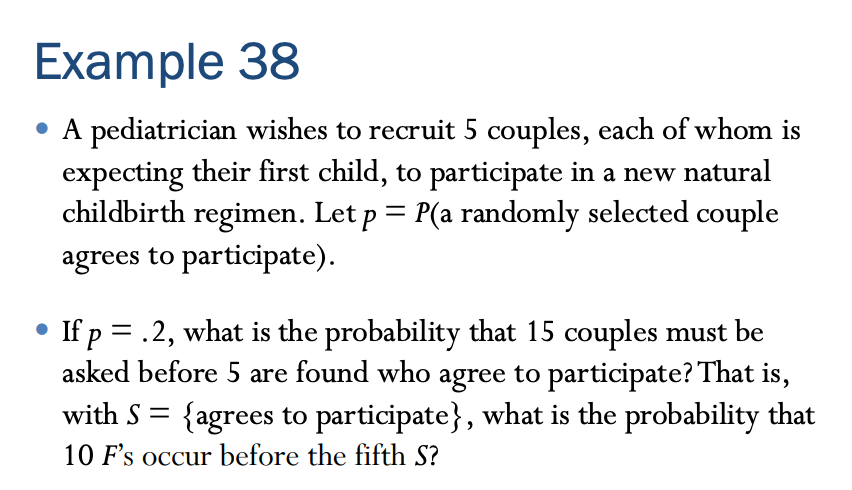 Example 38
• A pediatrician wishes to recruit 5 couples, each of whom is
expecting their first child, to participate in a new natural
childbirth regimen. Let p = P(a randomly selected couple
agrees to participate).
• If p = .2, what is the probability that 15 couples must be
asked before 5 are found who agree to participate? That is,
with S = {agrees to participate}, what is the probability that
10 F’s occur before the fifth S?